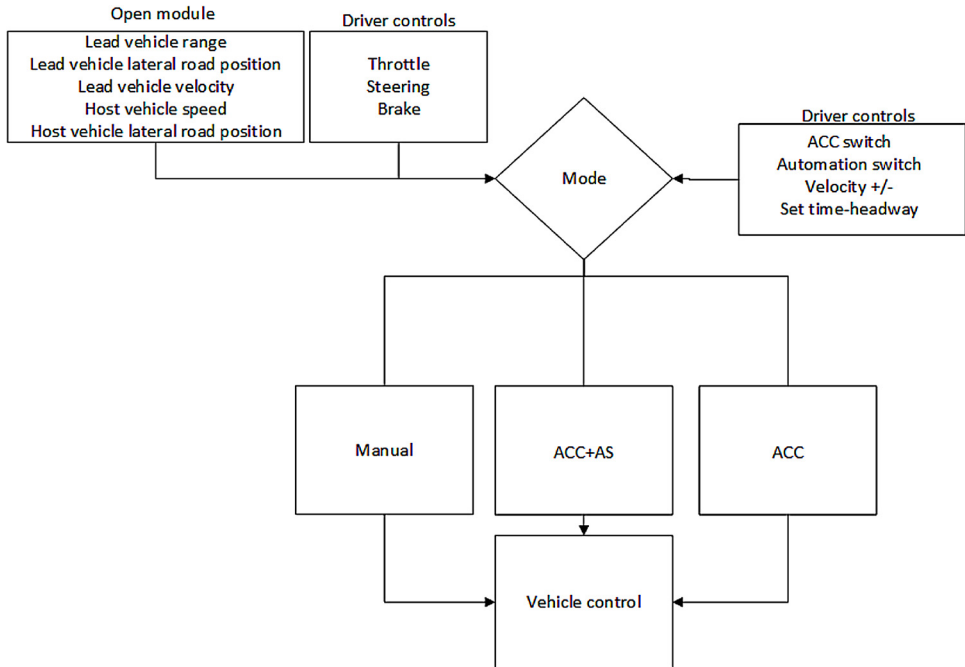 Open module
Lead vehicle range
Lead vehicle lateral road position
Lead vehicle velocity
Host vehicle speed
Host vehicle lateral road position
Driver controls
Throttle
Steering
Brake
Driver controls
ACC switch
Automation switch
Velocity +/-
Set time-headway
Mode
Manual
ACC+AS
ACC
Vehicle control